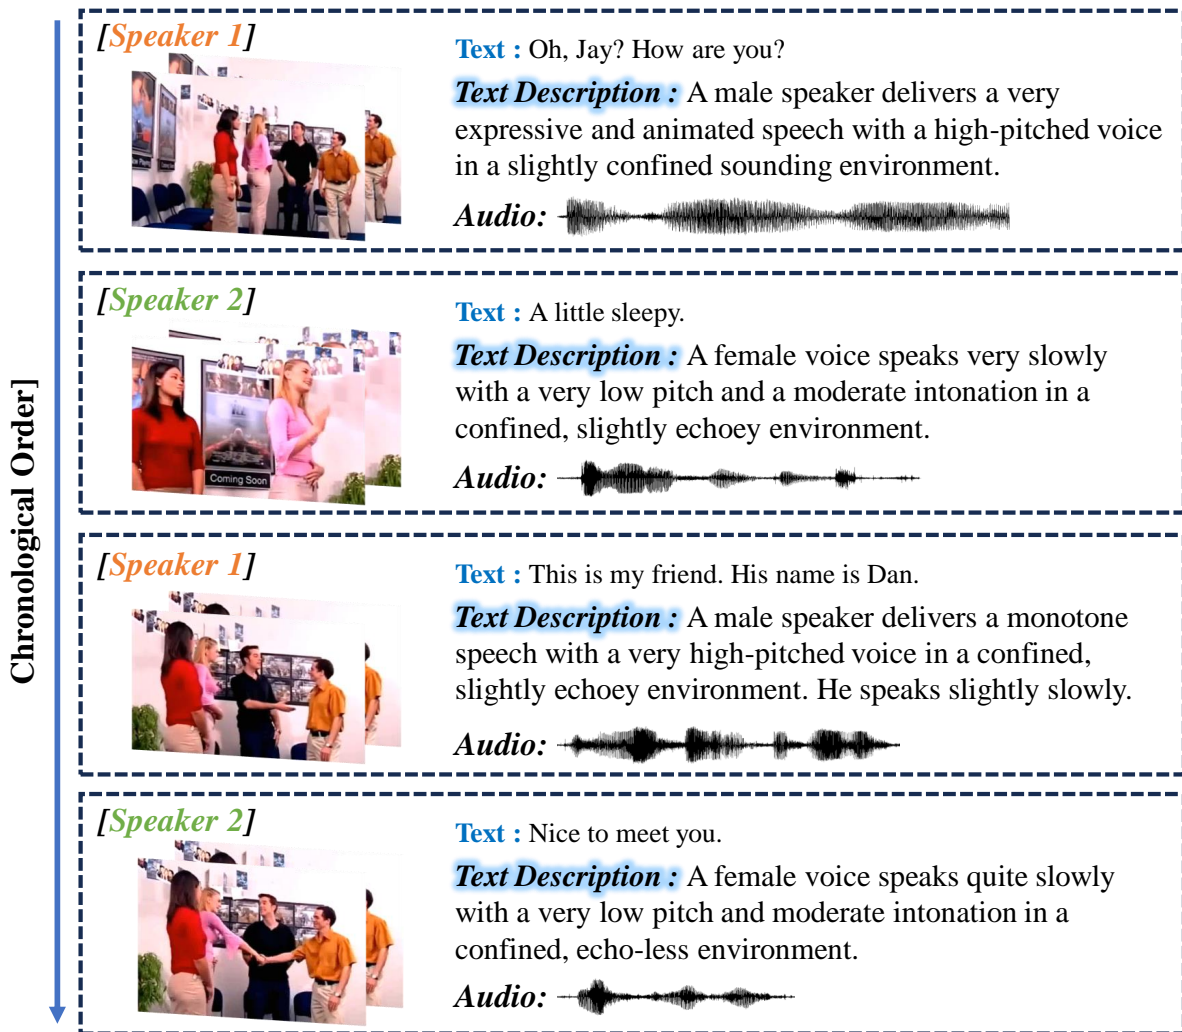 Chronological Order]
[Speaker 1]
Text : Oh, Jay? How are you?
Text Description : A male speaker delivers a very
expressive and animated speech with a high-pitched voice
in a slightly confined sounding environment.
Audio:
[Speaker 2]
Coming Soon
Text : A little sleepy.
Text Description : A female voice speaks very slowly
with a very low pitch and a moderate intonation in a
confined, slightly echoey environment.
Audio:
[Speaker 1]
Text : This is my friend. His name is Dan.
Text Description : A male speaker delivers a monotone
speech with a very high-pitched voice in a confined,
slightly echoey environment. He speaks slightly slowly.
Audio:
[Speaker 2]
Text : Nice to meet you.
Text Description : A female voice speaks quite slowly
with a very low pitch and moderate intonation in a
confined, echo-less environment.
Audio: